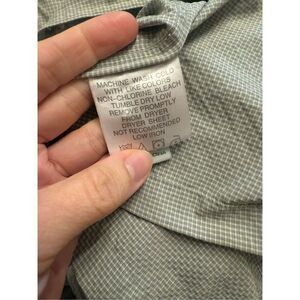 MACHINE WASH COLD
WITH LIKE COLORS
NON-CHLORINE BLEACH
TUMBLE DRY LOW
REMOVE PROMPTLY
FROM DRYER
DRYER SHEET
NOT RECOMMENDED
LOW IRON